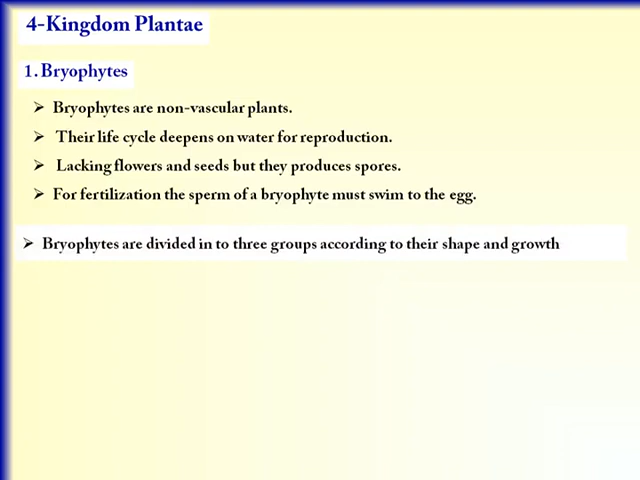 4-Kingdom Plantae
1. Bryophytes
➢ Bryophytes are non-vascular plants.
➢ Their life cycle deepens on water for reproduction.
➢ Lacking flowers and seeds but they produces spores.
➢ For fertilization the sperm of a bryophyte must swim to the egg.
➢ Bryophytes are divided in to three groups according to their shape and growth